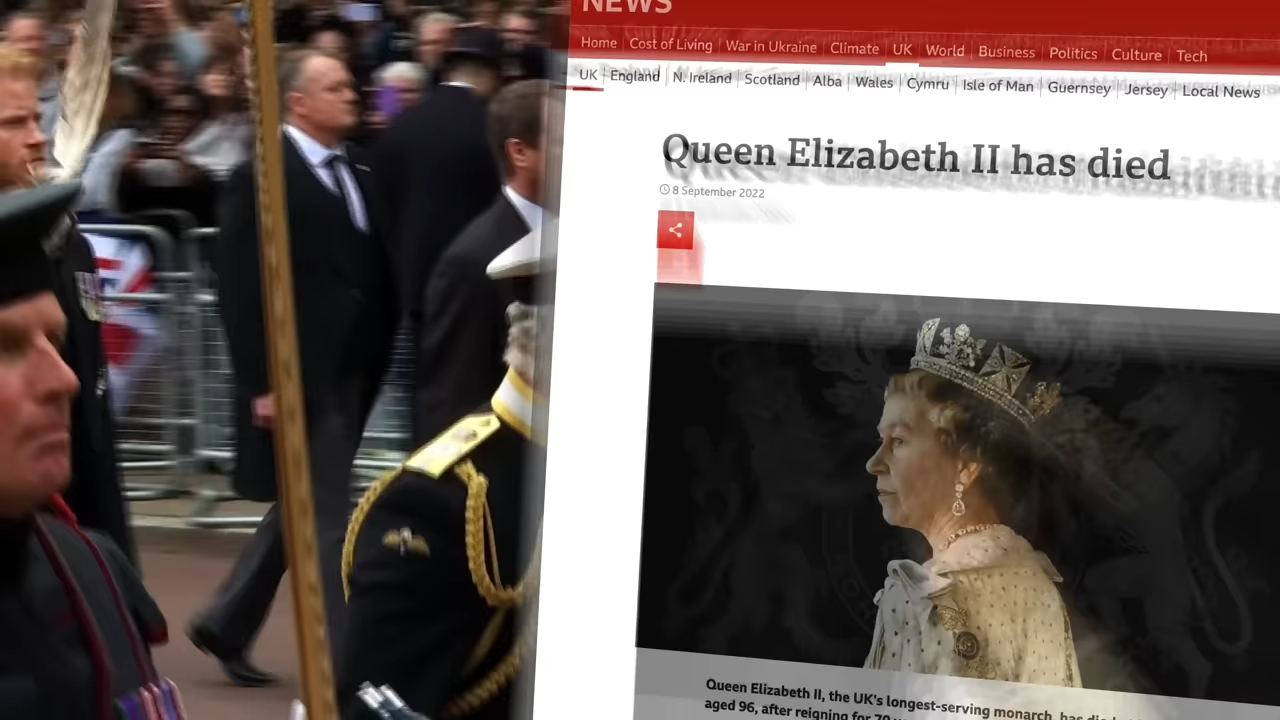 NEWS
Home Cost of Living War in Ukraine Climate UK World Business Politics Culture Tech
UK England N. Ireland Scotland Alba Wales Cymru Isle of Man Guernsey Jersey Local News
Queen Elizabeth II has died
8 September 2022
Queen Elizabeth II, the UK's longest-serving monarch, has died
aged 96, after reigning for 70